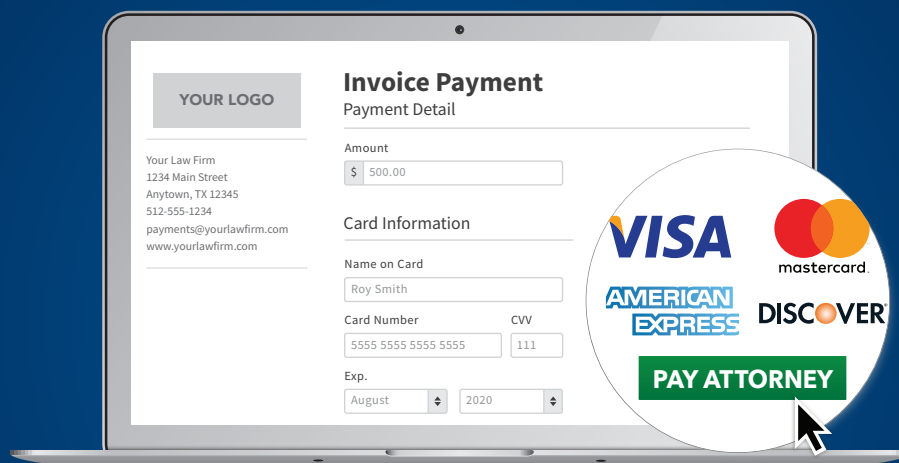 YOUR LOGO
Your Law Firm
1234 Main Street
Anytown, TX 12345
512-555-1234
payments@yourlawfirm.com
www.yourlawfirm.com
Invoice Payment
Payment Detail
Amount
$ 500.00
Card Information
Name on Card
Roy Smith
Card Number CVV
5555 5555 5555 5555 111
Exp.
August 2020
VISA
mastercard.
AMERICAN
EXPRESS
DISCOVER
PAY ATTORNEY